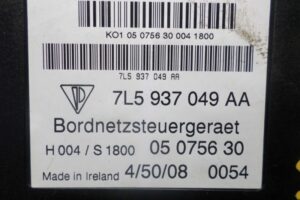 KO1 05 0756 30 004 1800
7L5 937 049 AA
7L5 937 049 AA
Bordnetzsteuergeraet
H 004 / S 1800 05 0756 30
Made in Ireland 4/50/08 0054